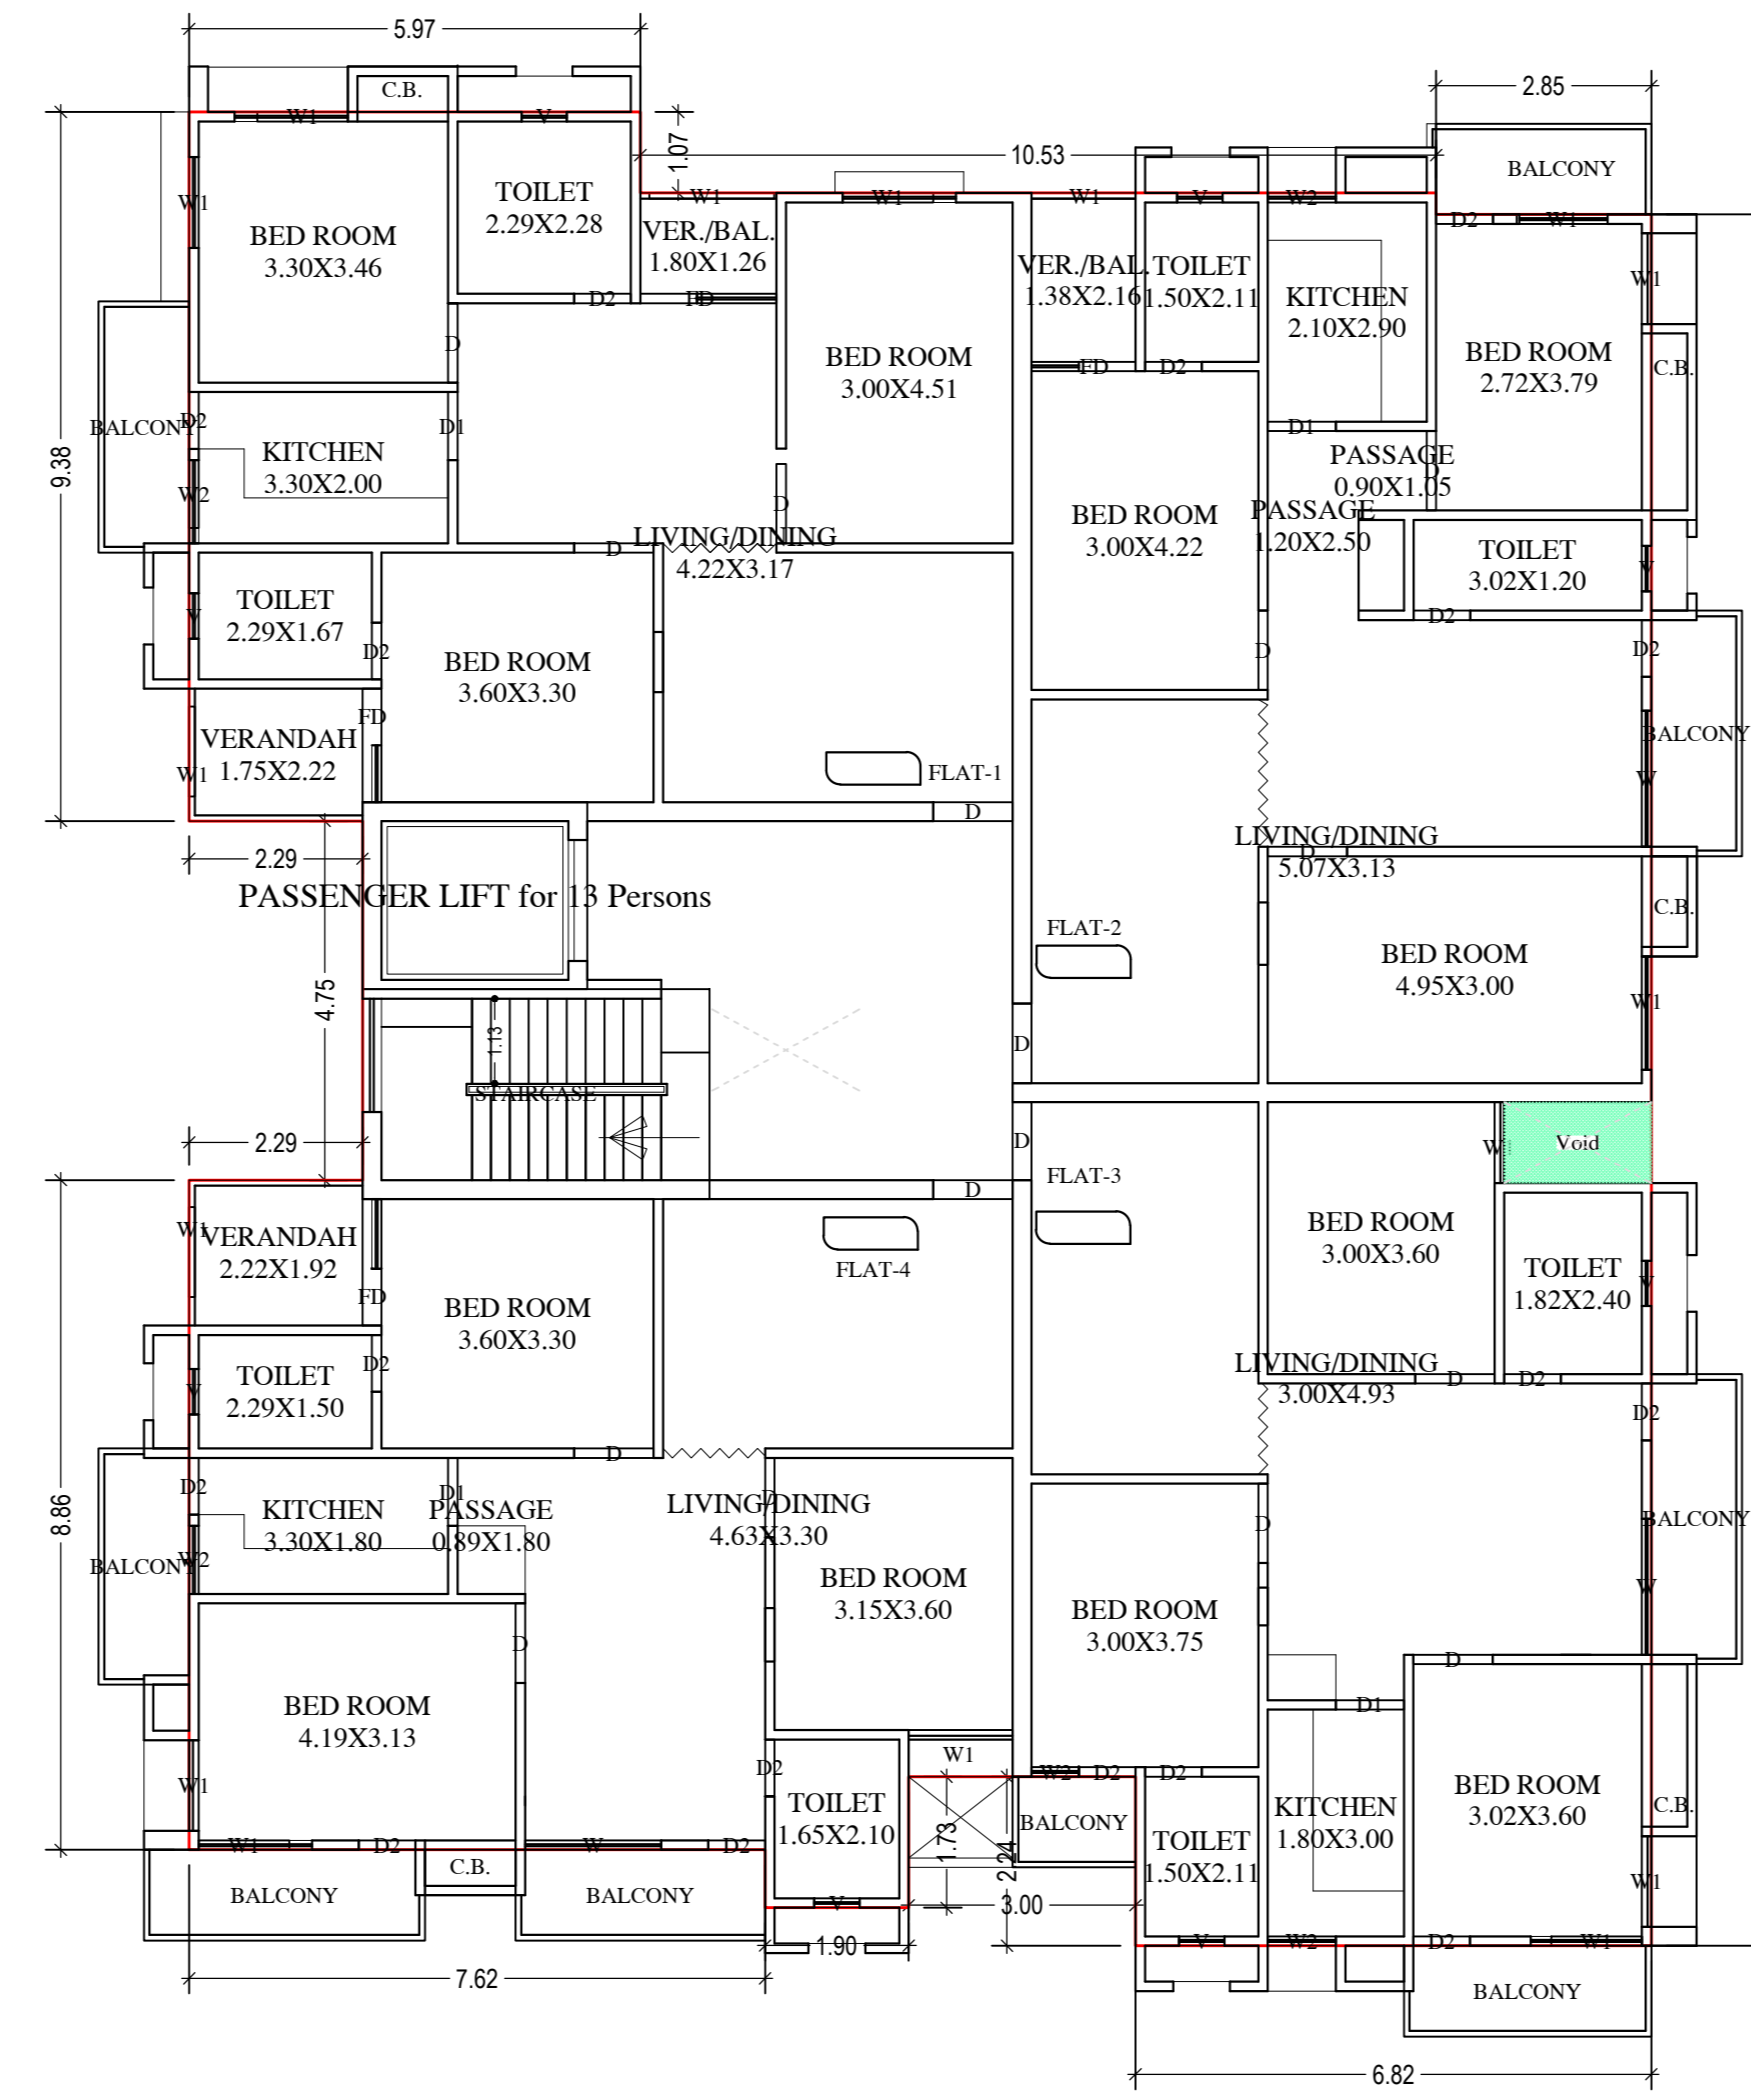 5.97
C.B.
2.85
W1
V
1.07
10.53
BALCONY
TOILET
2.29X2.28
W1
W1
W1
W1
V
W2
D2
W1
BED ROOM
3.30X3.46
VER./BAL.
1.80X1.26
VER./BAL.
1.38X2.16
TOILET
1.50X2.11
W1
KITCHEN
2.10X2.90
D2
FD
D
BED ROOM
3.00X4.51
FD
D2
BED ROOM
2.72X3.79
C.B.
BALCONY
D2
D1
D1
9.38
KITCHEN
3.30X2.00
W2
PASSAGE
0.90X1.05
D
D
PASSAGE
1.20X2.50
BED ROOM
3.00X4.22
LIVING/DINING
4.22X3.17
D
TOILET
3.02X1.20
V
TOILET
2.29X1.67
V
D2
D2
BED ROOM
3.60X3.30
D
D2
FD
VERANDAH
1.75X2.22
W1
BALCONY
W
FLAT-1
D
LIVING/DINING
5.07X3.13
D
2.29
PASSENGER LIFT for 13 Persons
C.B.
FLAT-2
BED ROOM
4.95X3.00
4.75
W1
1.13
D
STAIRCASE
2.29
D
W
Void
FLAT-3
D
W1
VERANDAH
2.22X1.92
BED ROOM
3.00X3.60
FLAT-4
TOILET
1.82X2.40
V
FD
BED ROOM
3.60X3.30
TOILET
2.29X1.50
V
D2
LIVING/DINING
3.00X4.93
D
D2
D2
D
8.86
D2
KITCHEN
3.30X1.80
D1
PASSAGE
0.89X1.80
LIVING/DINING
4.63X3.30
D
D
BALCONY
BALCONY
W2
BED ROOM
3.15X3.60
W
BED ROOM
3.00X3.75
D
D
BED ROOM
4.19X3.13
D1
W1
D2
W1
W2
D2
D2
TOILET
1.65X2.10
BALCONY
KITCHEN
1.80X3.00
BED ROOM
3.02X3.60
C.B.
W1
D2
W
D2
1.73
2.24
TOILET
1.50X2.11
C.B.
BALCONY
BALCONY
V
3.00
W1
1.90
V
W2
D2
W1
7.62
BALCONY
6.82